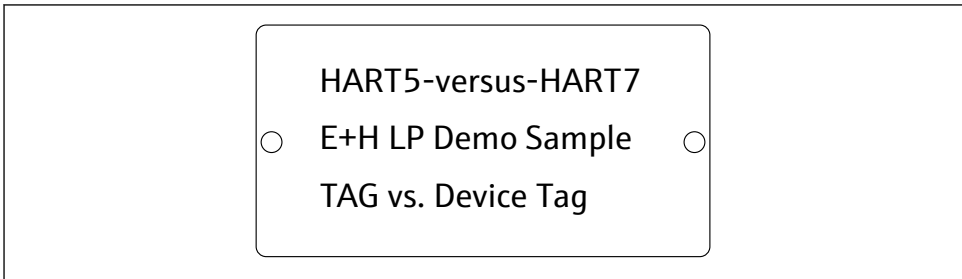 HART5-versus-HART7
E+H LP Demo Sample
TAG vs. Device Tag